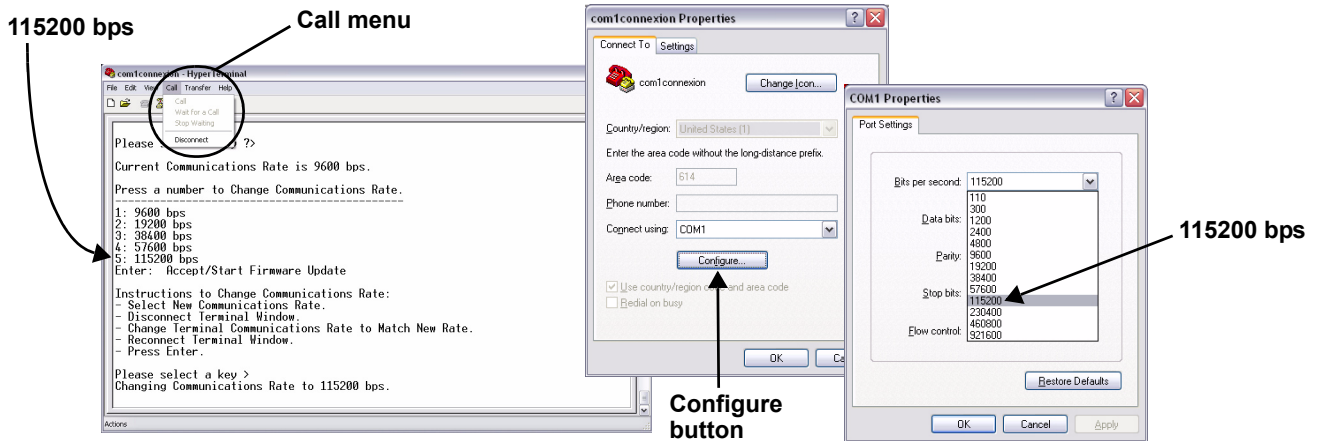 115200 bps
Call menu
com1connexion - HyperTerminal
File Edit View Call Transfer Help
Call
Wait for a Call
Stop Waiting
Disconnect
Please ?>
Current Communications Rate is 9600 bps.
Press a number to Change Communications Rate.
--------------------------------------------
1: 9600 bps
2: 19200 bps
3: 38400 bps
4: 57600 bps
5: 115200 bps
Enter: Accept/Start Firmware Update
Instructions to Change Communications Rate:
- Select New Communications Rate.
- Disconnect Terminal Window.
- Change Terminal Communications Rate to Match New Rate.
- Reconnect Terminal Window.
- Press Enter.
Please select a key >
Changing Communications Rate to 115200 bps.
Actions
com1connexion Properties
Connect To Settings
com1connexion
Change Icon...
Country/region: United States (1)
Enter the area code without the long-distance prefix.
Area code: 614
Phone number:
Connect using: COM1
Configure...
Use country/region code and area code
Redial on busy
OK
Configure
button
COM1 Properties
Port Settings
Bits per second: 115200
110
300
Data bits: 1200
2400
4800
Parity: 9600
19200
38400
Stop bits: 57600
115200
230400
460800
Flow control: 921600
Restore Defaults
OK Cancel Apply
115200 bps